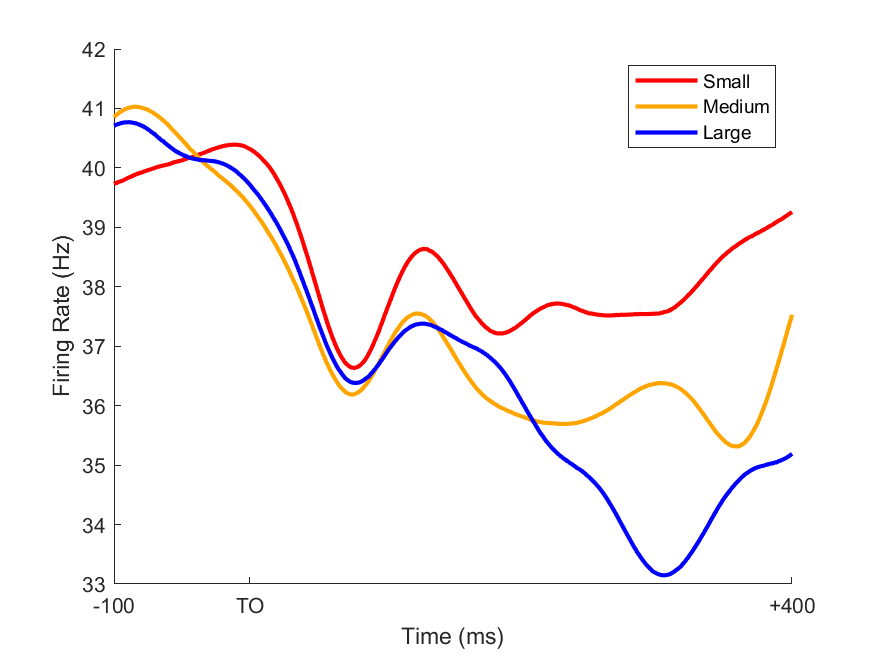 42
41
40
39
38
37
36
35
34
33
Firing Rate (Hz)
Small
Medium
Large
-100 TO +400
Time (ms)